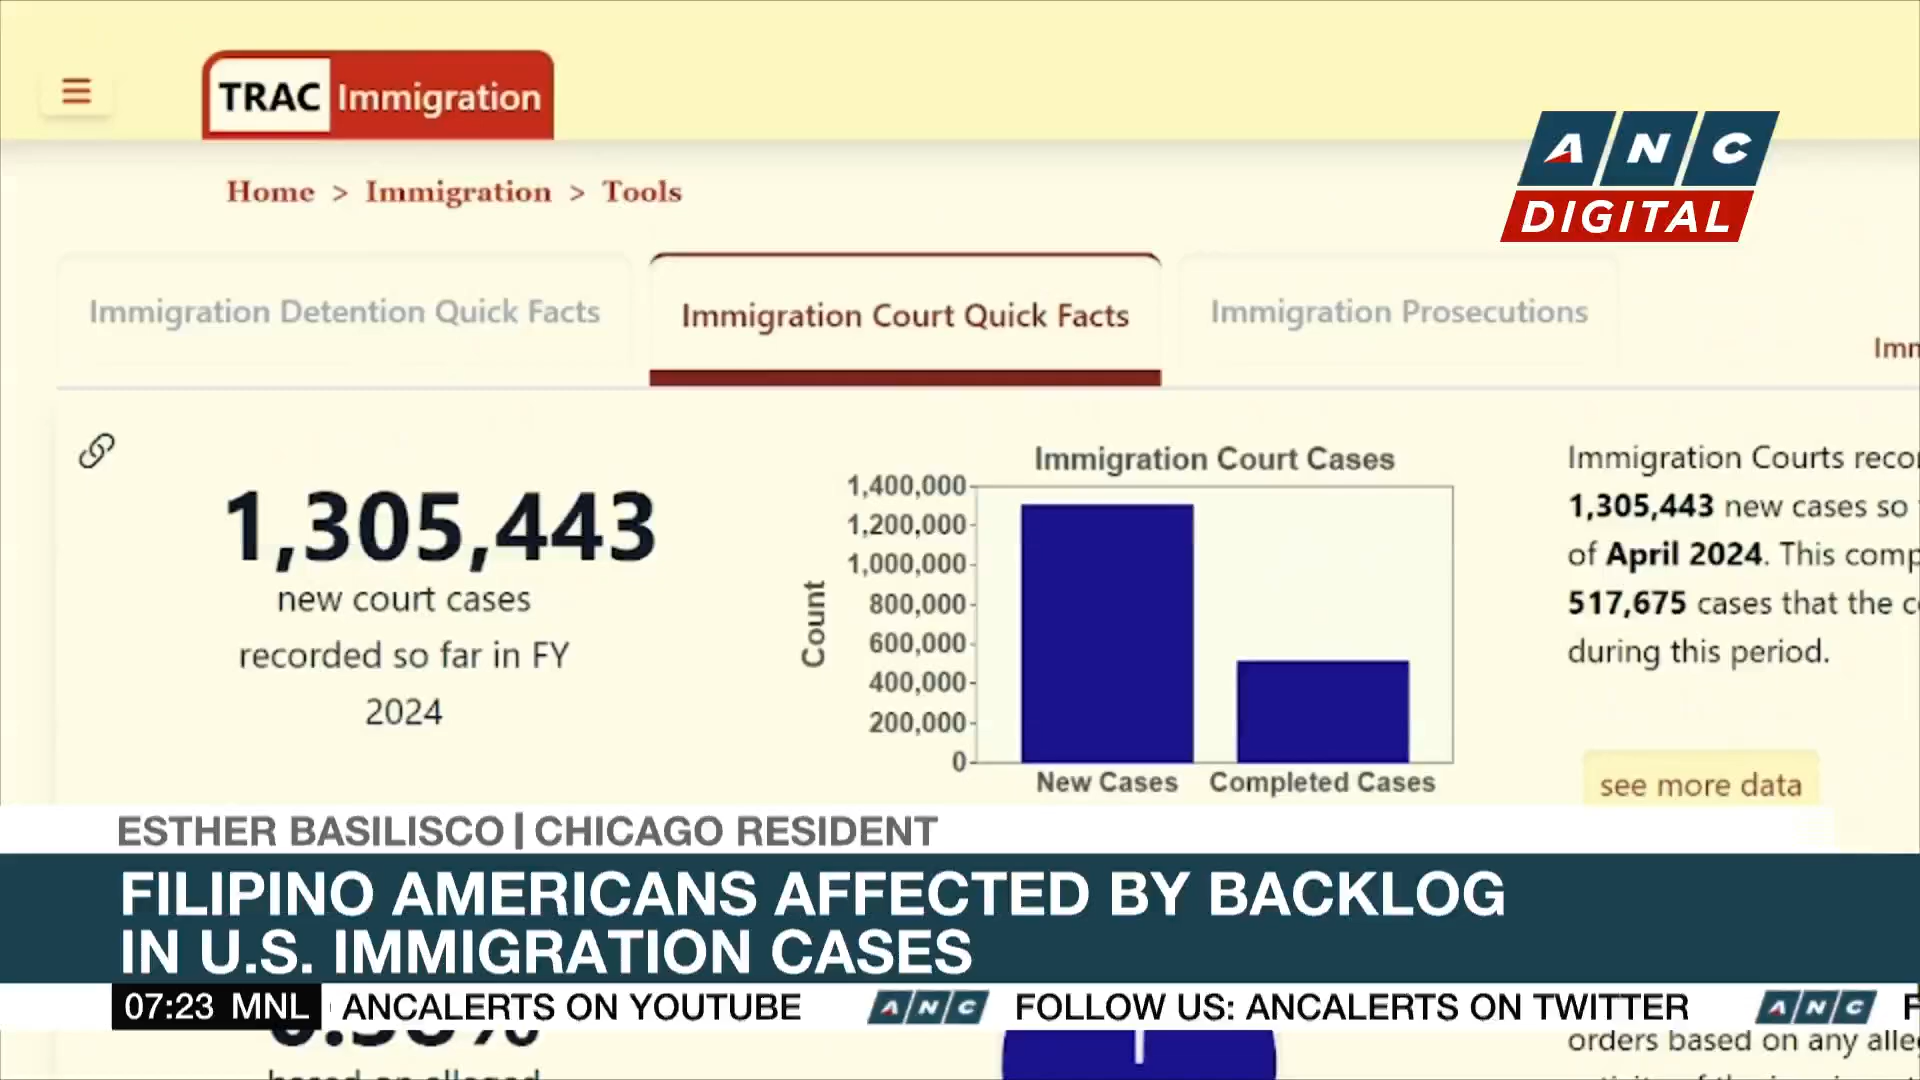 TRAC Immigration
ANC
DIGITAL
Home > Immigration > Tools
Immigration Detention Quick Facts
Immigration Court Quick Facts
Immigration Prosecutions
1,305,443
new court cases
recorded so far in FY
2024
Immigration Court Cases
Count
1,400,000
1,200,000
1,000,000
800,000
600,000
400,000
200,000
0
New Cases Completed Cases
Immigration Courts
1,305,443 new cases so
of April 2024. This
517,675 cases that the
during this period.
see more data
ESTHER BASILISCO | CHICAGO RESIDENT
FILIPINO AMERICANS AFFECTED BY BACKLOG
IN U.S. IMMIGRATION CASES
07:23 MNL ANCALERTS ON YOUTUBE ANC FOLLOW US: ANCALERTS ON TWITTER ANC
orders based on any